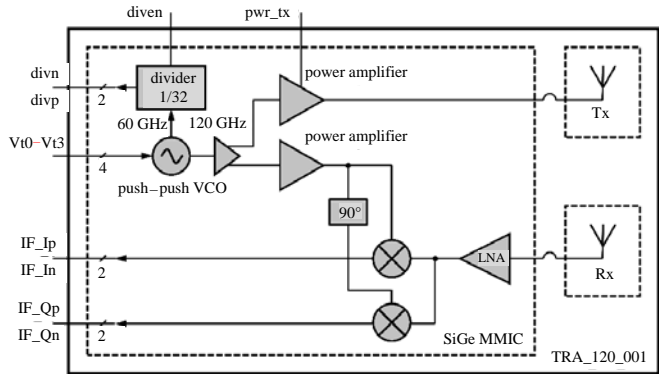 diven
pwr_tx
divn
divp
2
divider
1/32
power amplifier
Tx
60 GHz
120 GHz
power amplifier
Vt0–Vt3
4
push–push VCO
90°
IF_Ip
IF_In
2
LNA
Rx
IF_Qp
IF_Qn
2
SiGe MMIC
TRA_120_001